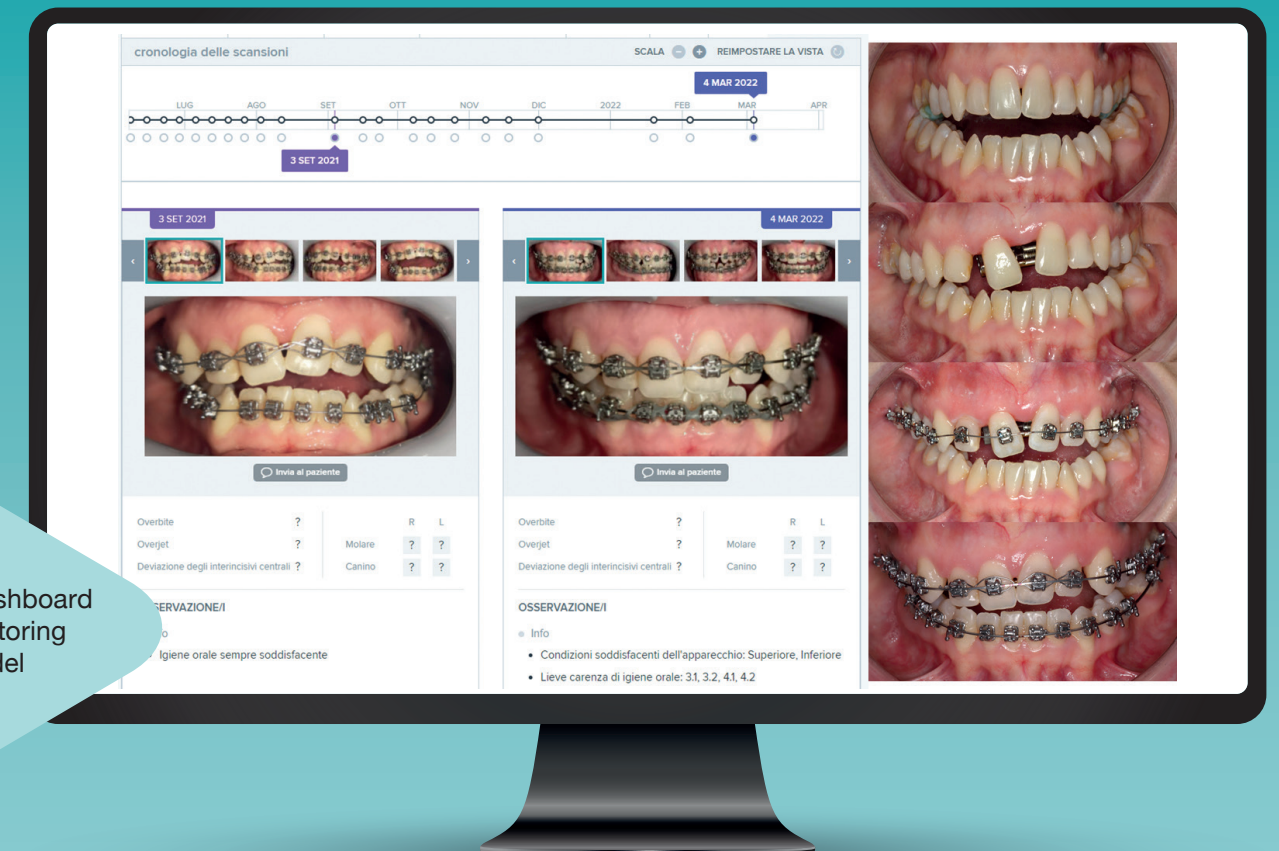 cronologia delle scansioni
SCALA
REIMPOSTARE LA VISTA
4 MAR 2022
LUG AGO SET OTT NOV DIC 2022 FEB MAR APR
3 SET 2021
3 SET 2021
Invia al paziente
Overbite ? R L
Overjet ? Molare ? ?
Deviazione degli interincisivi centrali ? Canino ? ?
Igiene orale sempre soddisfacente
4 MAR 2022
Invia al paziente
Overbite ? R L
Overjet ? Molare ? ?
Deviazione degli interincisivi centrali ? Canino ? ?
OSSERVAZIONE/I
Info
• Condizioni soddisfacenti dell'apparecchio: Superiore, Inferiore
• Lieve carenza di igiene orale: 3.1, 3.2, 4.1, 4.2